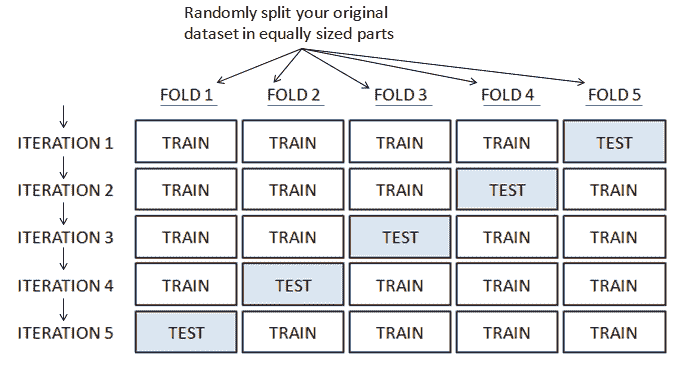 Randomly split your original
dataset in equally sized parts
FOLD 1 FOLD 2 FOLD 3 FOLD 4 FOLD 5
ITERATION 1 TRAIN TRAIN TRAIN TRAIN TEST
ITERATION 2 TRAIN TRAIN TRAIN TEST TRAIN
ITERATION 3 TRAIN TRAIN TEST TRAIN TRAIN
ITERATION 4 TRAIN TEST TRAIN TRAIN TRAIN
ITERATION 5 TEST TRAIN TRAIN TRAIN TRAIN